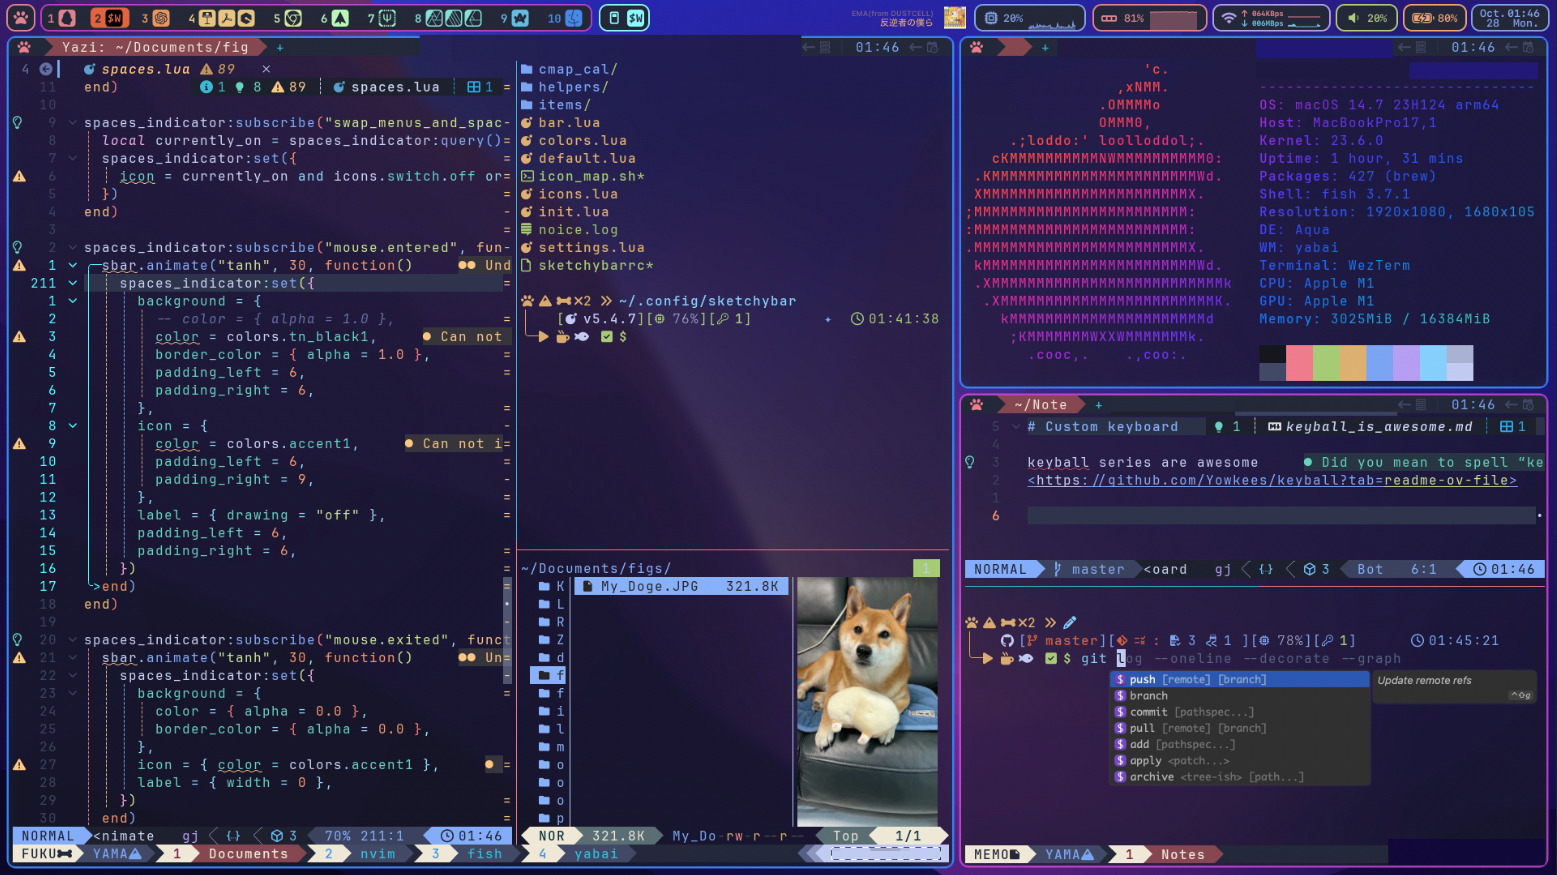 1 2 $W 3 4 5 6 7 8 9 10 $W
EMA(from DUSTCELL)
反逆者の僕ら
20% 81% 064KBps 006MBps 20% 80% Oct.01:46 28 Mon.
Yazi: ~/Documents/fig + 01:46
4 spaces.lua 89 ×
11 end) 1 8 89 spaces.lua 1
10
9 spaces_indicator:subscribe("swap_menus_and_spac-
8 local currently_on = spaces_indicator:query()
7 spaces_indicator:set({
6 icon = currently_on and icons.switch.off or
5 })
4 end)
3
2 spaces_indicator:subscribe("mouse.entered", fun-
1 sbar.animate("tanh", 30, function() Und
211 spaces_indicator:set({
1 background = {
2 -- color = { alpha = 1.0 },
3 color = colors.tn_black1, Can not
4 border_color = { alpha = 1.0 },
5 padding_left = 6,
6 padding_right = 6,
7 },
8 icon = {
9 color = colors.accent1, Can not i
10 padding_left = 6,
11 padding_right = 9,
12 },
13 label = { drawing = "off" },
14 padding_left = 6,
15 padding_right = 6,
16 })
17 end)
18 end)
19
20 spaces_indicator:subscribe("mouse.exited", funct
21 sbar.animate("tanh", 30, function() Un
22 spaces_indicator:set({
23 background = {
24 color = { alpha = 0.0 },
25 border_color = { alpha = 0.0 },
26 },
27 icon = { color = colors.accent1 },
28 label = { width = 0 },
29 })
30 end)
NORMAL <nimate gj {..} 3 70% 211:1 01:46
cmap_cal/
helpers/
items/
bar.lua
colors.lua
default.lua
icon_map.sh*
icons.lua
init.lua
noice.log
settings.lua
sketchybarrc*
×2 ~/.config/sketchybar
[ v5.4.7][ 76%][ 1] 01:41:38
$
~/Documents/figs/ 1
K My_Doge.JPG 321.8K
L
R
Z
d
f
f
i
l
m
o
o
o
p
NOR 321.8K My_Do-rw-r--r-- Top 1/1
FUKU YAMA 1 Documents 2 nvim 3 fish 4 yabai
+ 01:46
'c.
,xNMM.
.OMMMMo
OMMM0,
.;loddo:' loolloddol;.
cKMMMMMMMMMMNWMMMMMMMMMM0:
.KMMMMMMMMMMMMMMMMMMMMMMMWd.
XMMMMMMMMMMMMMMMMMMMMMMMX.
;MMMMMMMMMMMMMMMMMMMMMMMM:
:MMMMMMMMMMMMMMMMMMMMMMMM:
.MMMMMMMMMMMMMMMMMMMMMMMMX.
kMMMMMMMMMMMMMMMMMMMMMMMMWd.
.XMMMMMMMMMMMMMMMMMMMMMMMMMMk
.XMMMMMMMMMMMMMMMMMMMMMMMMK.
kMMMMMMMMMMMMMMMMMMMMMMd
;KMMMMMMMWXXWMMMMMMMk.
.cooc,. .,coo:.
-------------------------------
OS: macOS 14.7 23H124 arm64
Host: MacBookPro17,1
Kernel: 23.6.0
Uptime: 1 hour, 31 mins
Packages: 427 (brew)
Shell: fish 3.7.1
Resolution: 1920x1080, 1680x105
DE: Aqua
WM: yabai
Terminal: WezTerm
CPU: Apple M1
GPU: Apple M1
Memory: 3025MiB / 16384MiB
~/Note + 01:46
5 # Custom keyboard 1 keyball_is_awesome.md 1
4
3 keyball series are awesome Did you mean to spell “ke
2 <https://github.com/Yowkees/keyball?tab=readme-ov-file>
1
6
NORMAL master <oard gj {.} 3 Bot 6:1 01:46
×2
[ master][ : 3 1 ][ 78%][ 1] 01:45:21
$ git log --oneline --decorate --graph
$ push [remote] [branch] Update remote refs
$ branch
$ commit [pathspec...]
$ pull [remote] [branch]
$ add [pathspec...]
$ apply <patch...>
$ archive <tree-ish> [path...]
MEMO YAMA 1 Notes